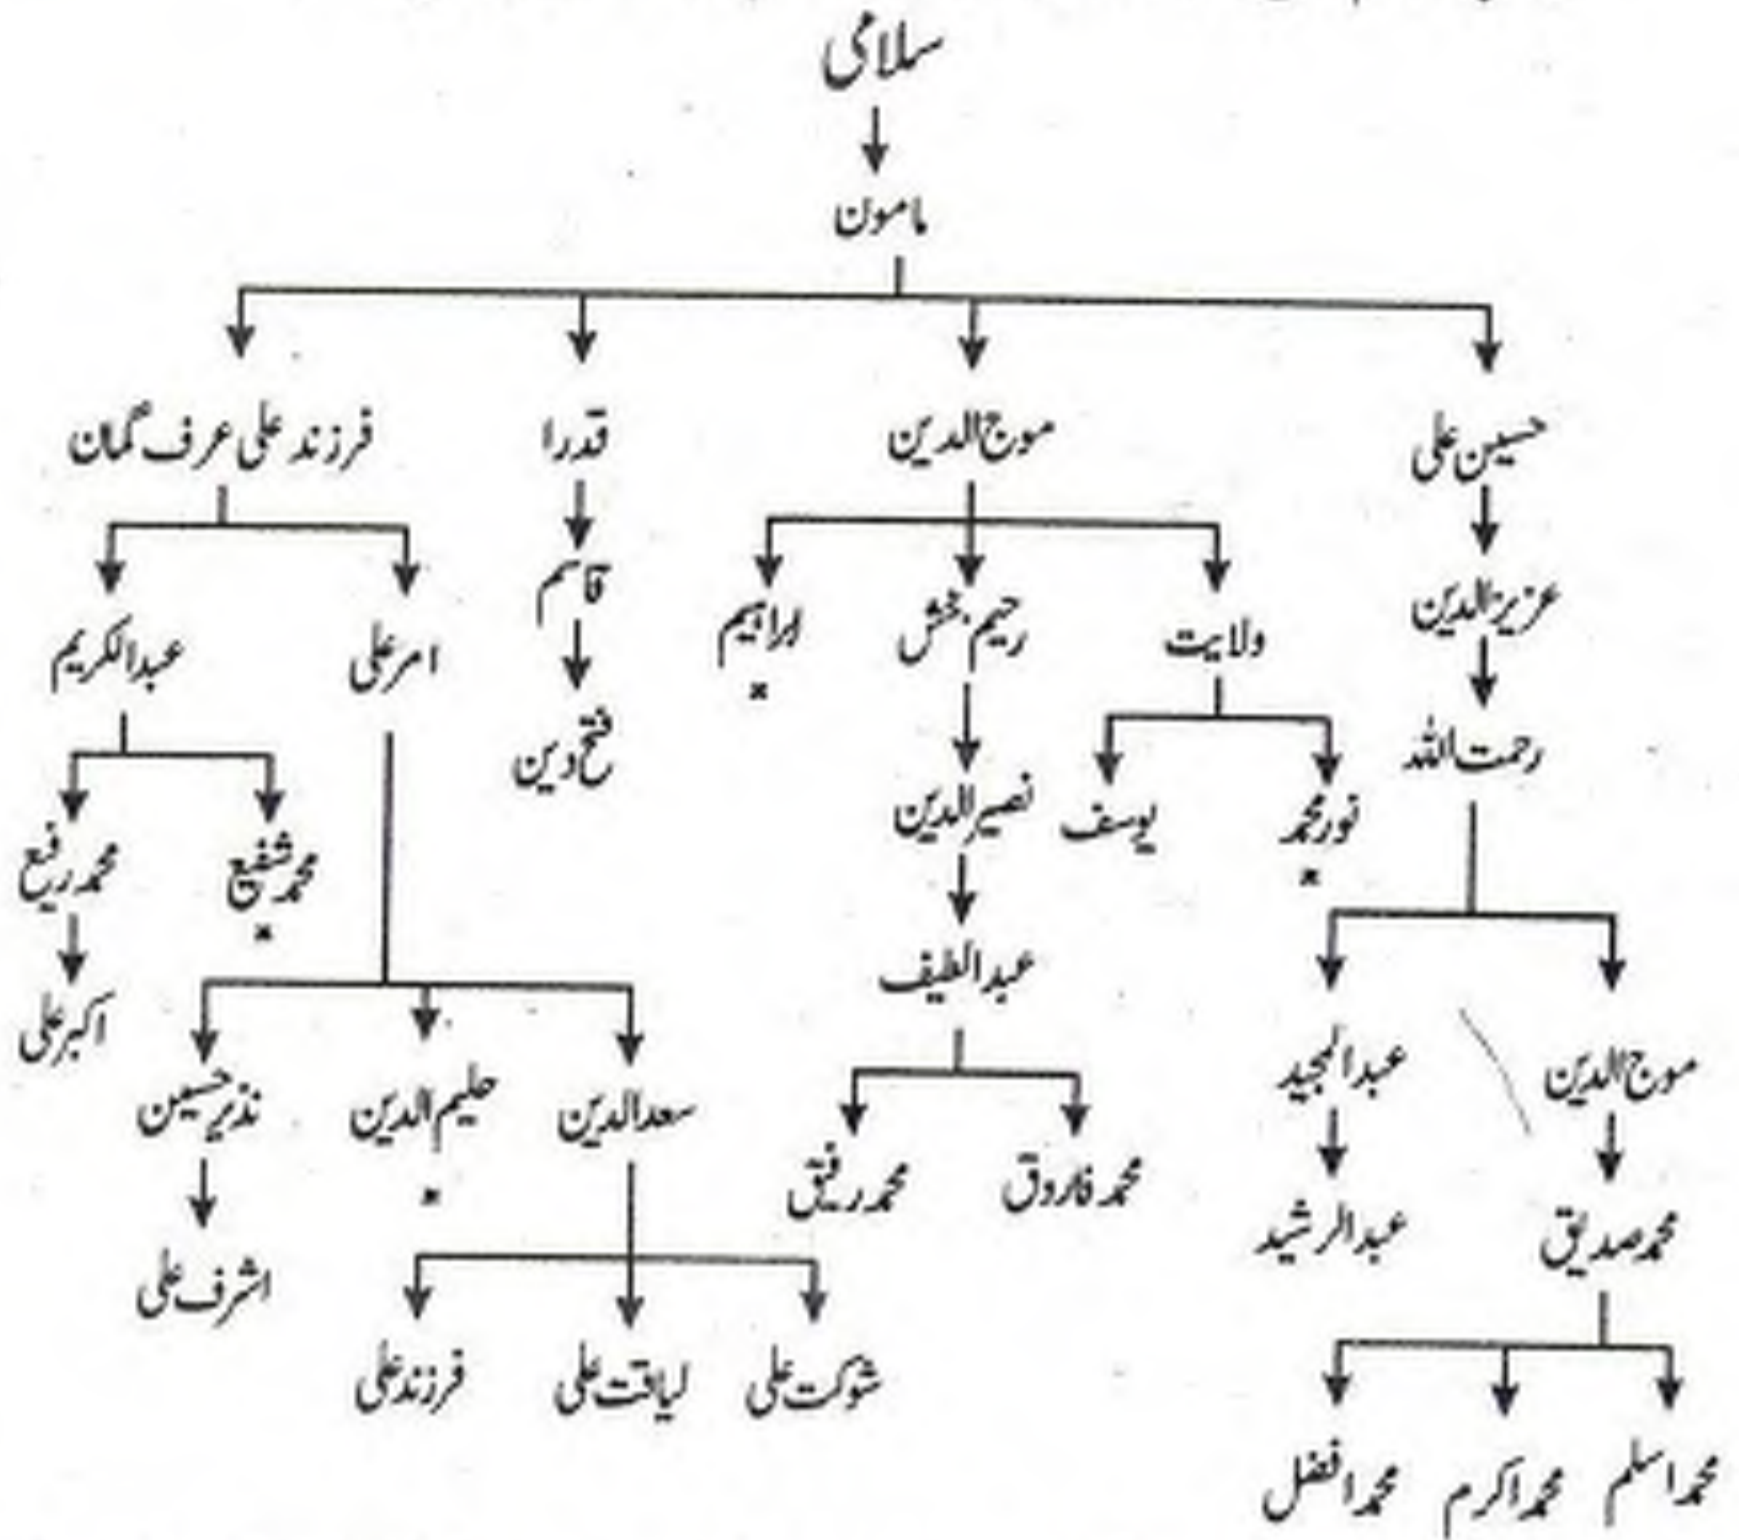 سلامی
مامون
حسین علی موج الدین قدرا فرزند علی عرف گمان
عزیز الدین ولایت رحیم بخش ابراہیم قاسم امر علی عبدالکریم
رحمت اللہ نور محمد یوسف نصیر الدین فتح دین محمد شفیع محمد رفیع
موج الدین عبدالمجید عبدالطیف سعد الدین حلیم الدین نذیر حسین اکبر علی
محمد صدیق عبدالرشید محمد فاروق محمد رفیق اشرف علی
محمد اسلم محمد اکرم محمد افضل شوکت علی لیاقت علی فرزند علی